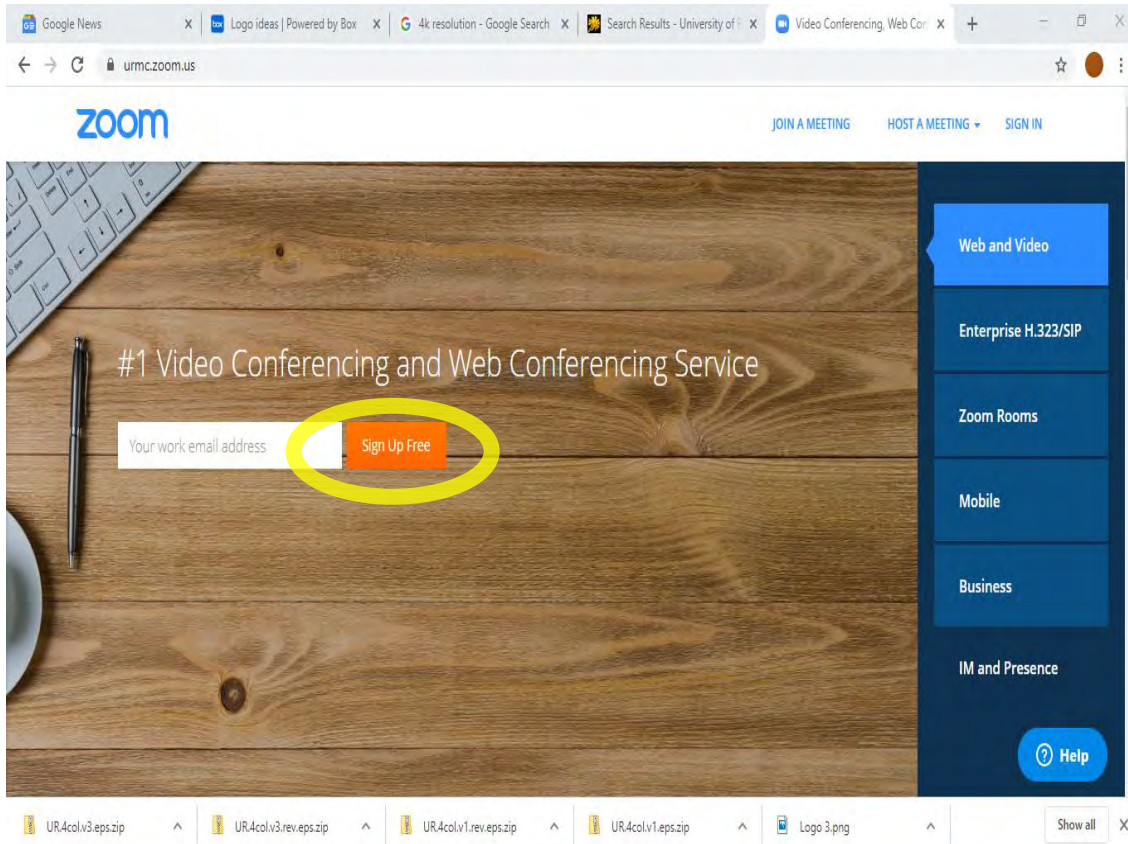 Google News
Logo ideas | Powered by Box
4k resolution - Google Search
Search Results - University of
Video Conferencing, Web Con
urmc.zoom.us
zoom
JOIN A MEETING HOST A MEETING SIGN IN
Web and Video
Enterprise H.323/SIP
#1 Video Conferencing and Web Conferencing Service
Zoom Rooms
Your work email address Sign Up Free
Mobile
Business
IM and Presence
Help
UR.4col.v3.eps.zip UR.4col.v3.rev.eps.zip UR.4col.v1.rev.eps.zip UR.4col.v1.eps.zip Logo 3.png Show all